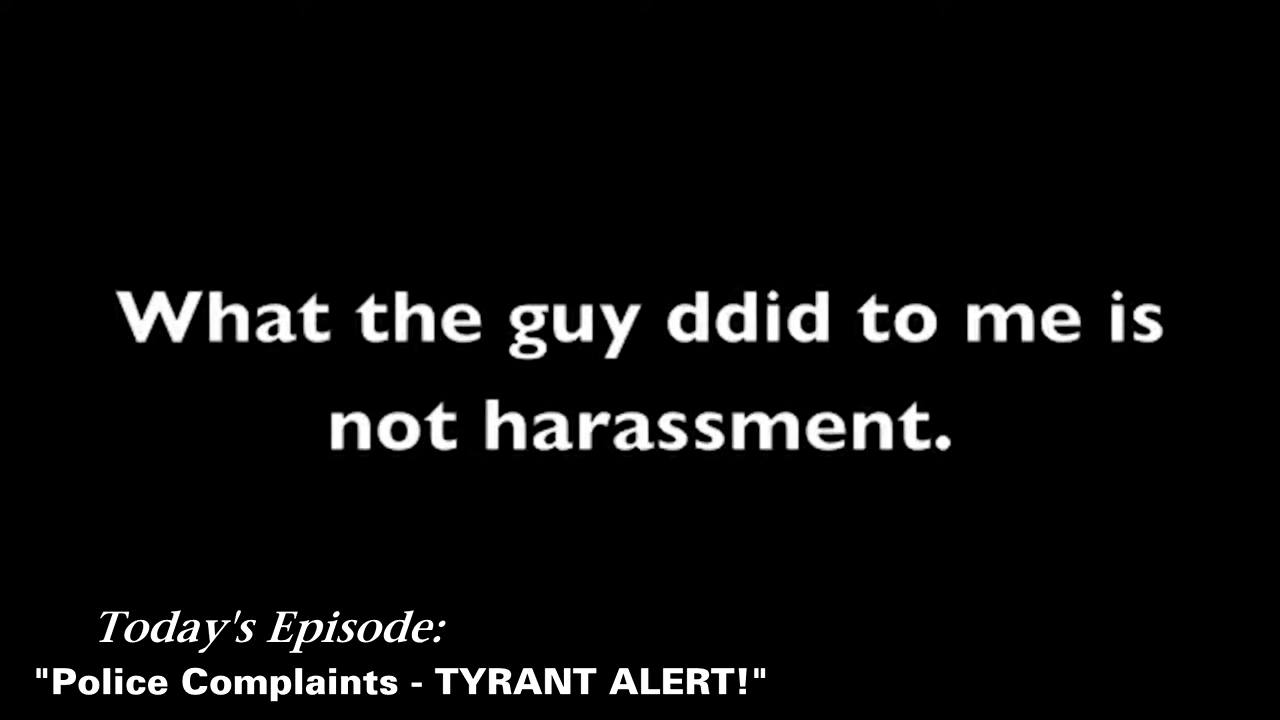 What the guy ddid to me is
not harassment.
Today's Episode:
"Police Complaints - TYRANT ALERT!"